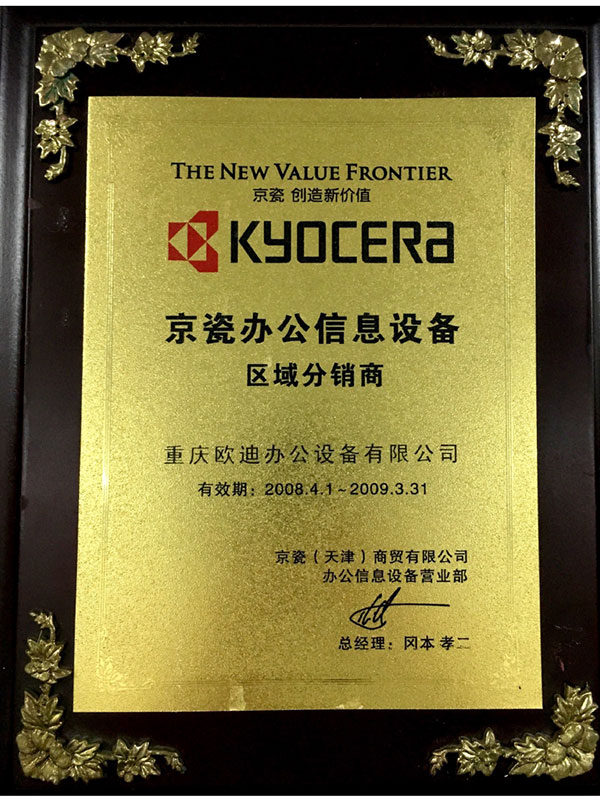 THE NEW VALUE FRONTIER
京瓷 创造新价值
KYOCERA
京瓷办公信息设备
区域分销商
重庆欧迪办公设备有限公司
有效期：2008.4.1~2009.3.31
京瓷（天津）商贸有限公司
办公信息设备营业部
总经理：冈本 孝二